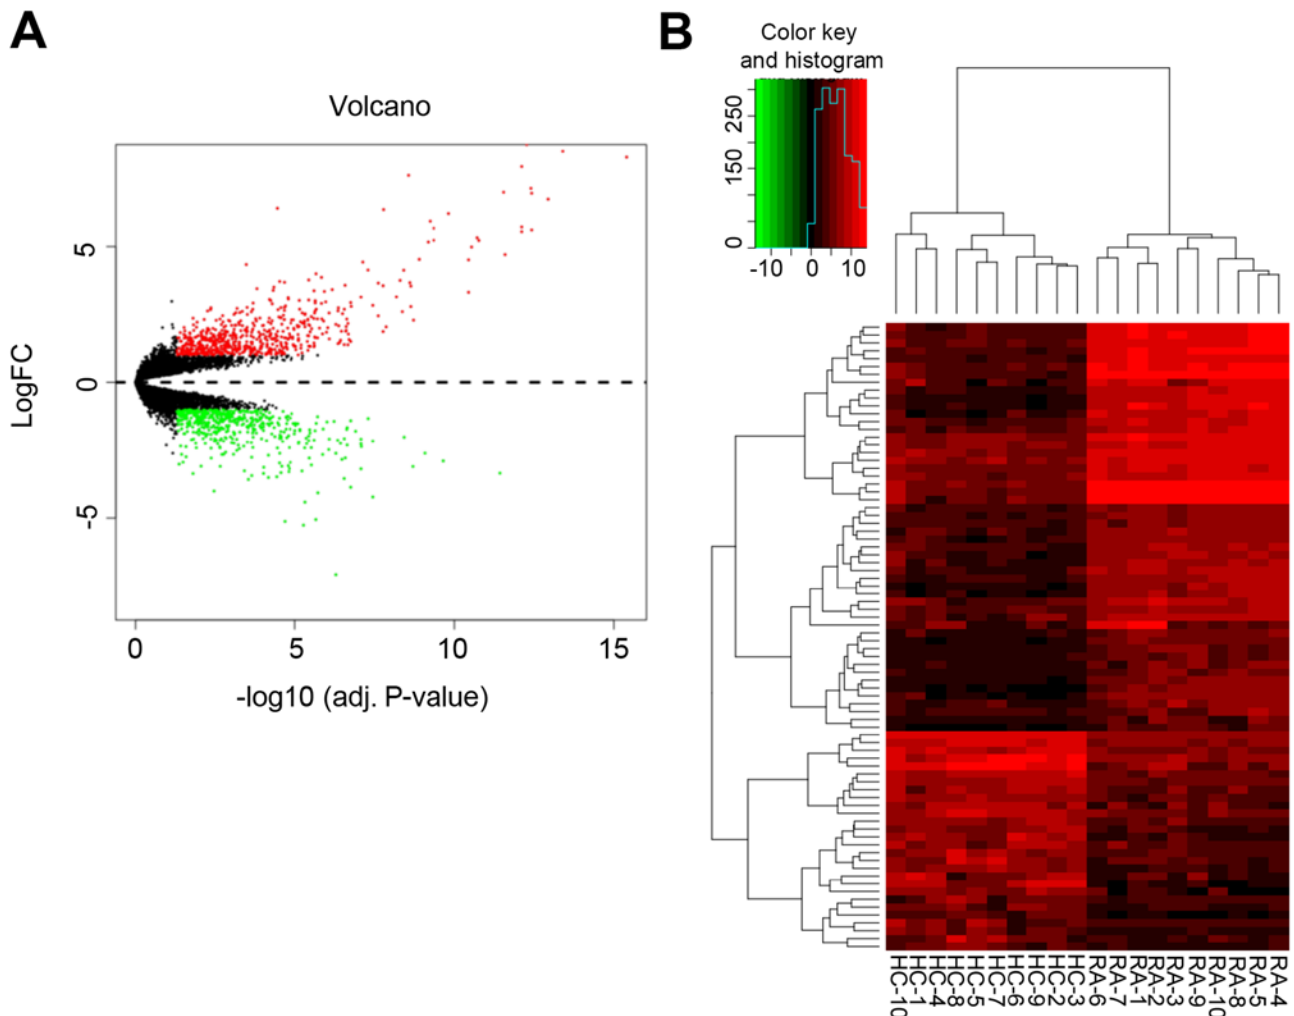 A
Volcano
LogFC
5
0
-5
0 5 10 15
-log10 (adj. P-value)
B
Color key
and histogram
250
150
0
-10 0 10
HC-10
HC-1
HC-4
HC-8
HC-5
HC-7
HC-6
HC-9
HC-2
HC-3
RA-6
RA-7
RA-1
RA-2
RA-3
RA-9
RA-10
RA-8
RA-5
RA-4